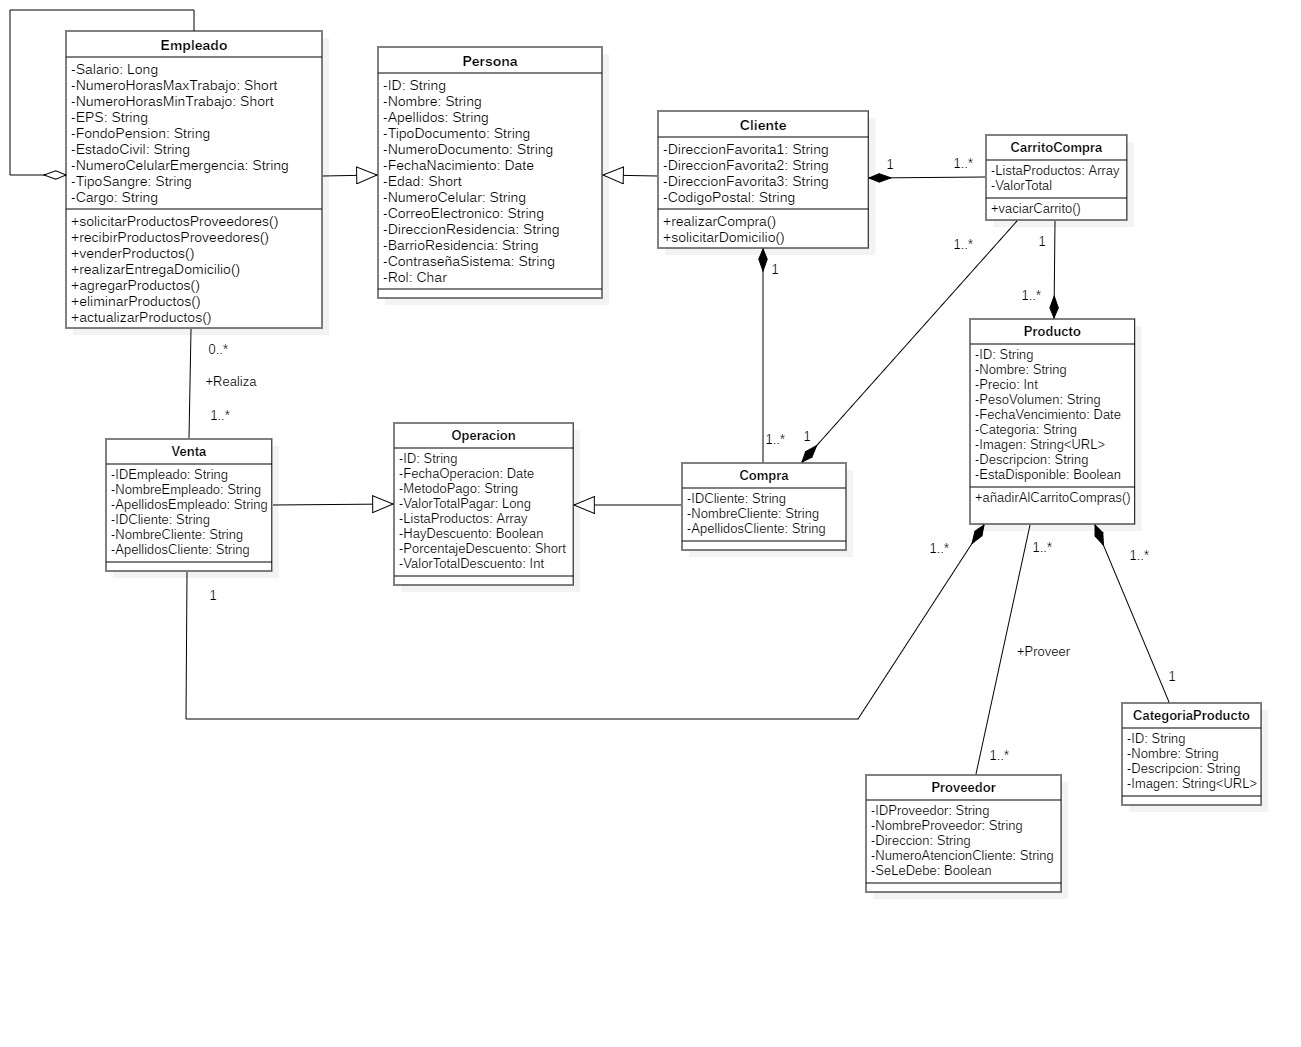 Empleado
-Salario: Long
-NumeroHorasMaxTrabajo: Short
-NumeroHorasMinTrabajo: Short
-EPS: String
-FondoPension: String
-EstadoCivil: String
-NumeroCelularEmergencia: String
-TipoSangre: String
-Cargo: String
+solicitarProductosProveedores()
+recibirProductosProveedores()
+venderProductos()
+realizarEntregaDomicilio()
+agregarProductos()
+eliminarProductos()
+actualizarProductos()
Persona
-ID: String
-Nombre: String
-Apellidos: String
-TipoDocumento: String
-NumeroDocumento: String
-FechaNacimiento: Date
-Edad: Short
-NumeroCelular: String
-CorreoElectronico: String
-DireccionResidencia: String
-BarrioResidencia: String
-ContraseñaSistema: String
-Rol: Char
Cliente
-DireccionFavorita1: String
-DireccionFavorita2: String
-DireccionFavorita3: String
-CodigoPostal: String
+realizarCompra()
+solicitarDomicilio()
1
1..*
CarritoCompra
-ListaProductos: Array
-ValorTotal
+vaciarCarrito()
1..*
1
1
1..*
Producto
-ID: String
-Nombre: String
-Precio: Int
-PesoVolumen: String
-FechaVencimiento: Date
-Categoria: String
-Imagen: String<URL>
-Descripcion: String
-EstaDisponible: Boolean
+añadirAlCarritoCompras()
0..*
+Realiza
1..*
Venta
-IDEmpleado: String
-NombreEmpleado: String
-ApellidosEmpleado: String
-IDCliente: String
-NombreCliente: String
-ApellidosCliente: String
Operacion
-ID: String
-FechaOperacion: Date
-MetodoPago: String
-ValorTotalPagar: Long
-ListaProductos: Array
-HayDescuento: Boolean
-PorcentajeDescuento: Short
-ValorTotalDescuento: Int
1..*
1
Compra
-IDCliente: String
-NombreCliente: String
-ApellidosCliente: String
1..*
1..*
1..*
1
+Proveer
1
1..*
CategoriaProducto
-ID: String
-Nombre: String
-Descripcion: String
-Imagen: String<URL>
Proveedor
-IDProveedor: String
-NombreProveedor: String
-Direccion: String
-NumeroAtencionCliente: String
-SeLeDebe: Boolean